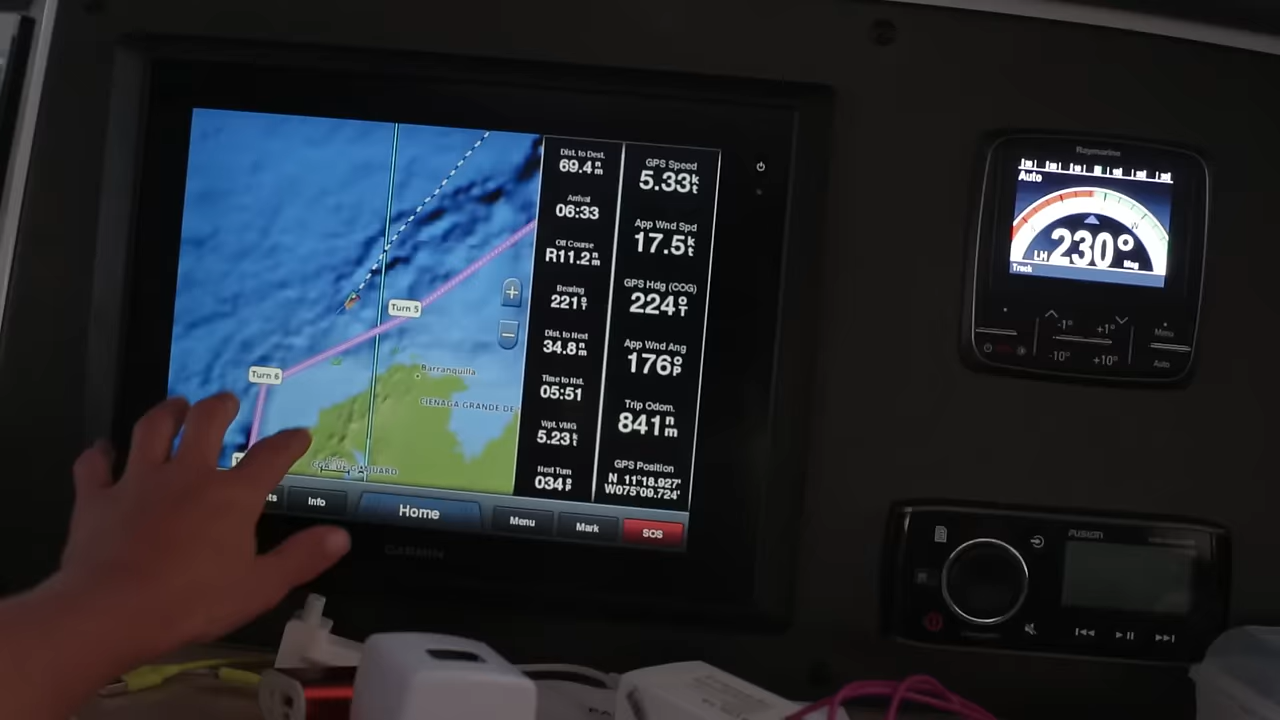 Dist. to Dest.
69.4 nm
Arrival
06:33
Off Course
R11.2 nm
Bearing
221°T
Dist. to Next
34.8 nm
Time to Nxt.
05:51
Wpt. VMG
5.23 kt
Next Turn
034°P
GPS Speed
5.33 kt
App Wnd Spd
17.5 kt
GPS Hdg (COG)
224°T
App Wnd Ang
176°P
Trip Odom.
841 nm
GPS Position
N 11°18.927'
W075°09.724'
Turn 5
Turn 6
Barranquilla
CIENAGA GRANDE DE
+
−
Info
Home
Menu
Mark
SOS
GARMIN
Raymarine
Auto
LH 230° Mag
Track
-1° +1°
-10° +10°
Menu
Auto
FUSION